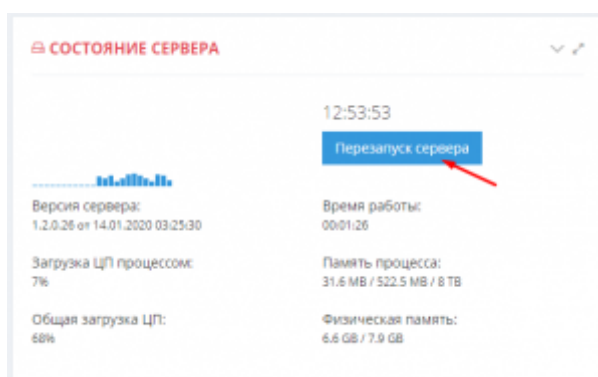 СОСТОЯНИЕ СЕРВЕРА
12:53:53
Перезапуск сервера
Версия сервера:
1.2.0.26 от 14.01.2020 03:25:30
Время работы:
00:01:26
Загрузка ЦП процессом:
7%
Память процесса:
31.6 MB / 522.5 MB / 8 TB
Общая загрузка ЦП:
68%
Физическая память:
6.6 GB / 7.9 GB